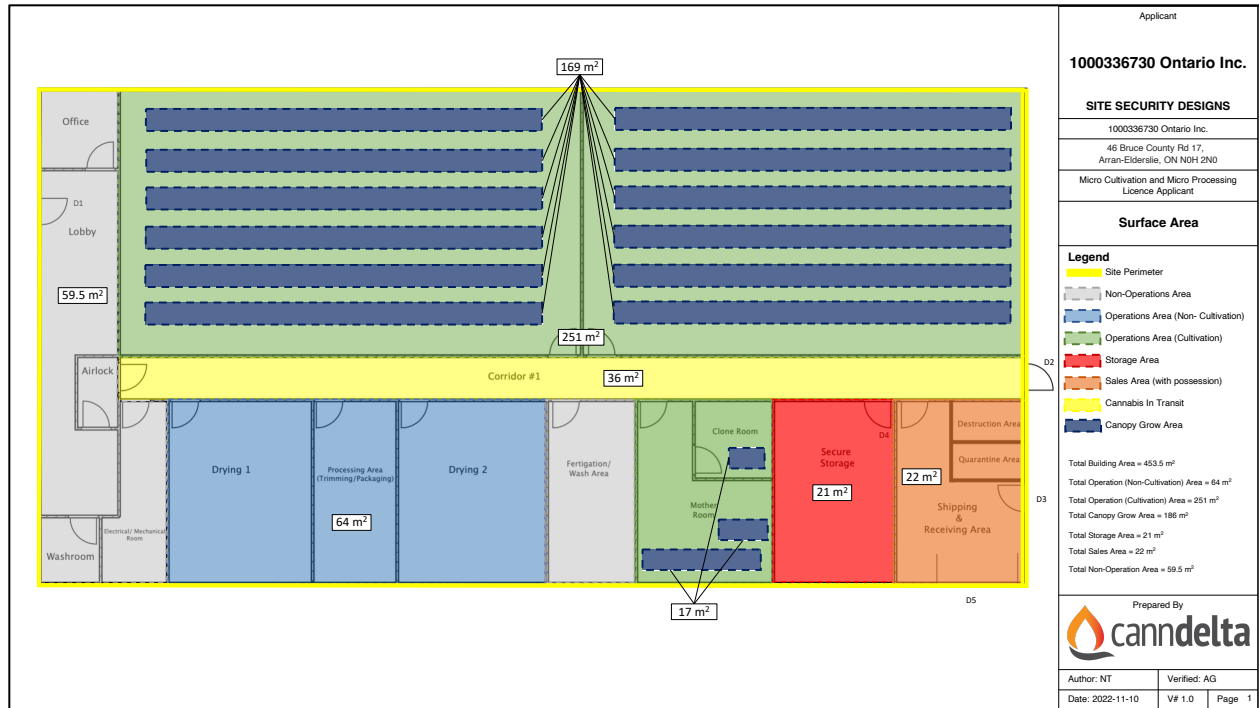 169 m²
Office
D1
Lobby
59.5 m²
251 m²
Airlock
Corridor #1
36 m²
D2
Drying 1
Processing Area
(Trimming/Packaging)
64 m²
Drying 2
Fertigation/
Wash Area
Clone Room
Mother
Room
17 m²
D4
Secure
Storage
21 m²
22 m²
Destruction Area
Quarantine Area
Shipping
&
Receiving Area
D3
D5
Electrical/ Mechanical
Room
Washroom
Applicant
1000336730 Ontario Inc.
SITE SECURITY DESIGNS
1000336730 Ontario Inc.
46 Bruce County Rd 17,
Arran-Elderslie, ON N0H 2N0
Micro Cultivation and Micro Processing
Licence Applicant
Surface Area
Legend
Site Perimeter
Non-Operations Area
Operations Area (Non- Cultivation)
Operations Area (Cultivation)
Storage Area
Sales Area (with possession)
Cannabis In Transit
Canopy Grow Area
Total Building Area = 453.5 m²
Total Operation (Non-Cultivation) Area = 64 m²
Total Operation (Cultivation) Area = 251 m²
Total Canopy Grow Area = 186 m²
Total Storage Area = 21 m²
Total Sales Area = 22 m²
Total Non-Operation Area = 59.5 m²
Prepared By
canndelta
Author: NT
Verified: AG
Date: 2022-11-10
V# 1.0
Page 1